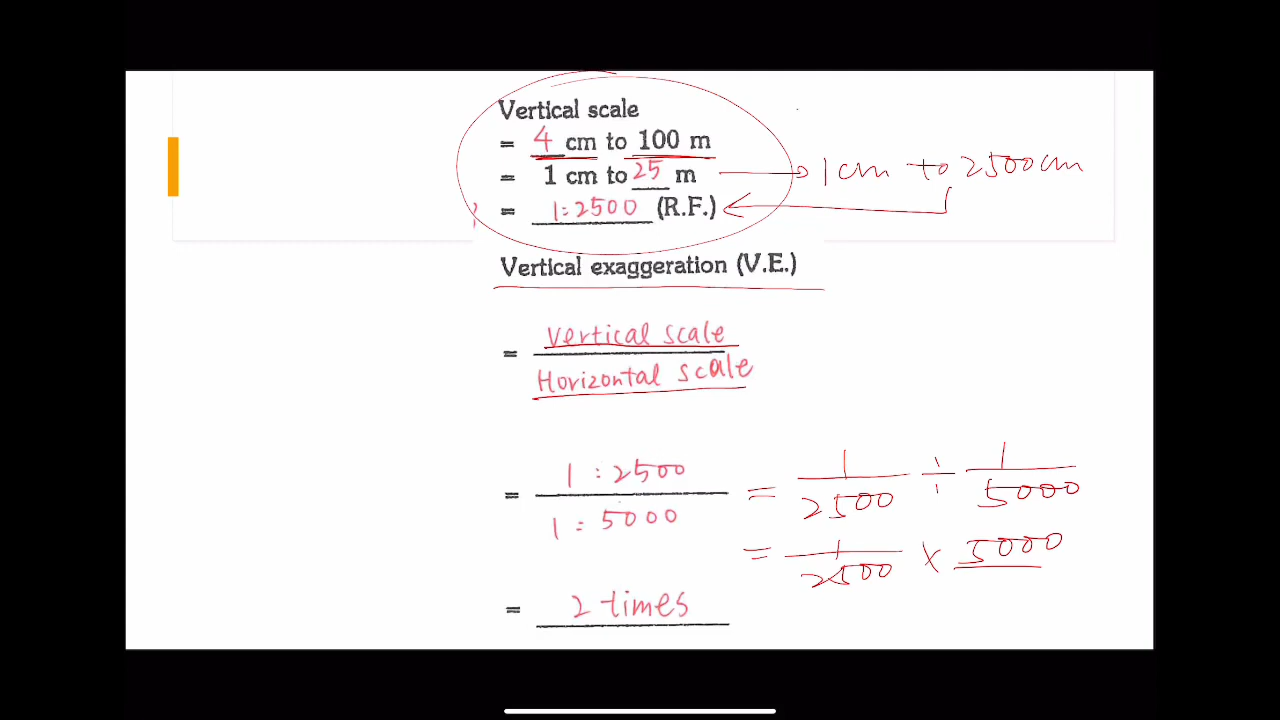 Vertical scale
= 4 cm to 100 m
= 1 cm to 25 m → 1 cm to 2500 cm
= 1:2500 (R.F.)
Vertical exaggeration (V.E.)
= Vertical scale
Horizontal scale
= 1 : 2500 = 1 ÷ 1
1 : 5000 2500 5000
= 1 × 5000
2500
= 2 times